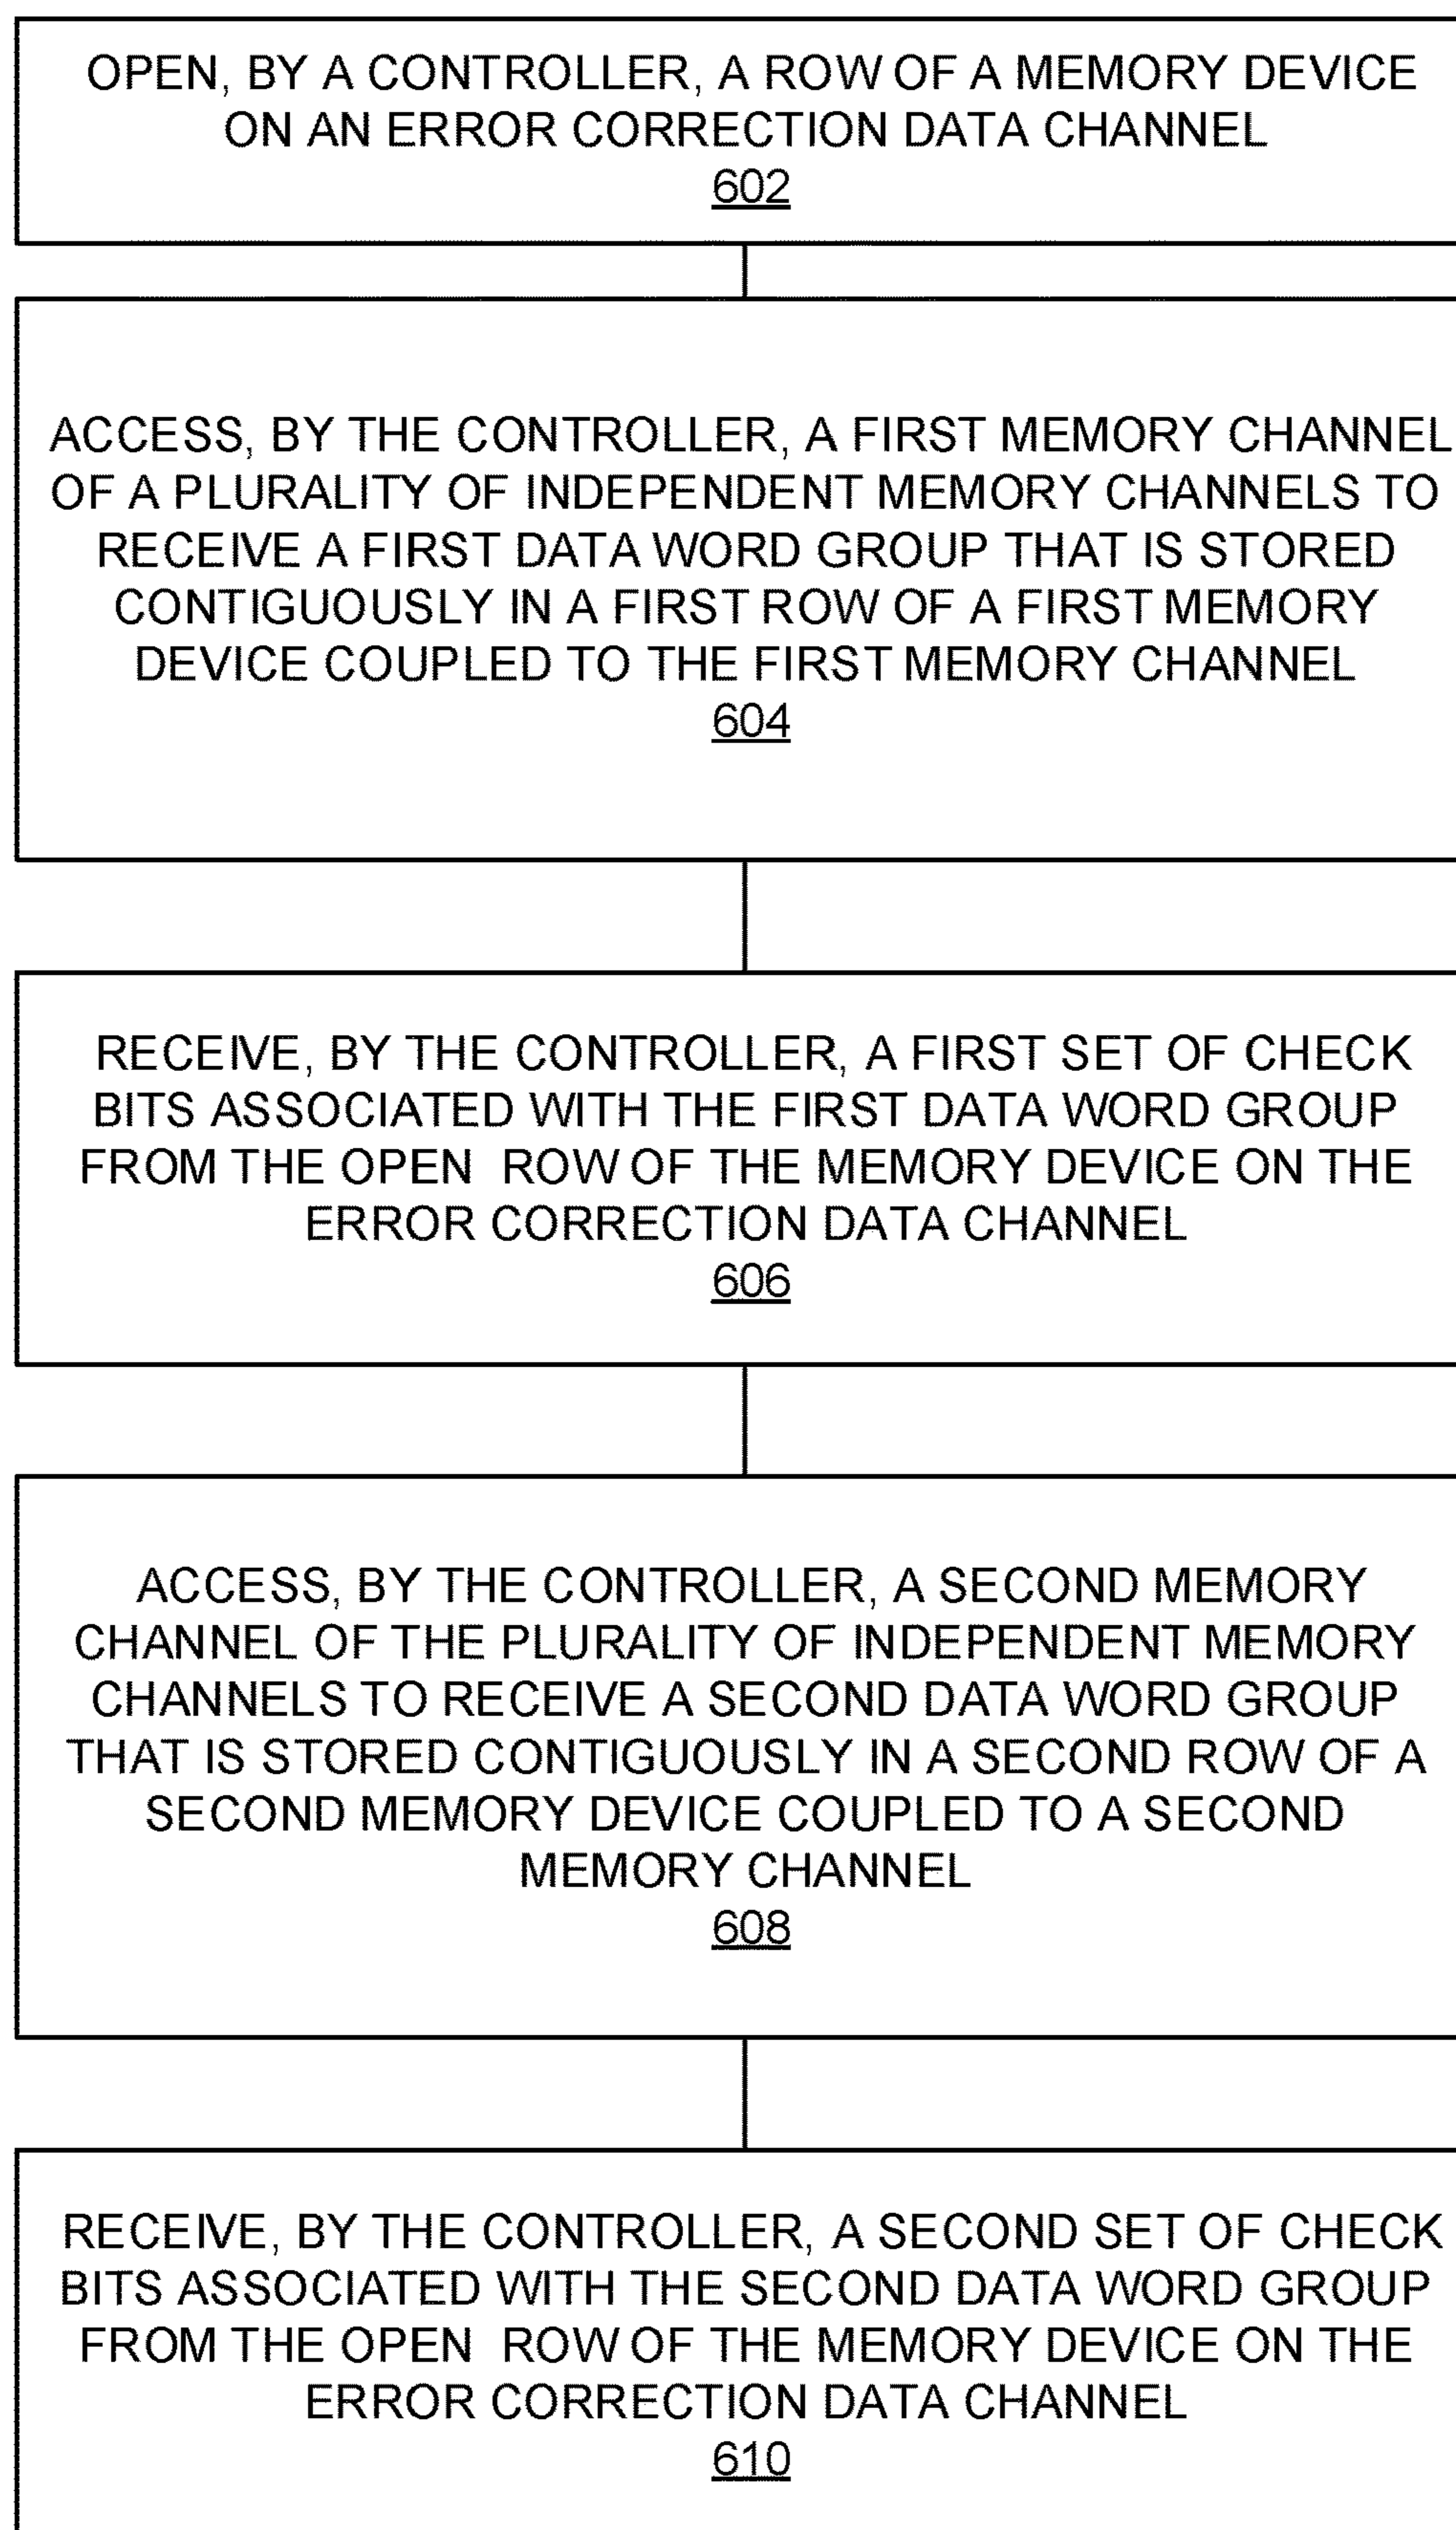 OPEN, BY A CONTROLLER, A ROW OF A MEMORY DEVICE
ON AN ERROR CORRECTION DATA CHANNEL
602
ACCESS, BY THE CONTROLLER, A FIRST MEMORY CHANNEL
OF A PLURALITY OF INDEPENDENT MEMORY CHANNELS TO
RECEIVE A FIRST DATA WORD GROUP THAT IS STORED
CONTIGUOUSLY IN A FIRST ROW OF A FIRST MEMORY
DEVICE COUPLED TO THE FIRST MEMORY CHANNEL
604
RECEIVE, BY THE CONTROLLER, A FIRST SET OF CHECK
BITS ASSOCIATED WITH THE FIRST DATA WORD GROUP
FROM THE OPEN ROW OF THE MEMORY DEVICE ON THE
ERROR CORRECTION DATA CHANNEL
606
ACCESS, BY THE CONTROLLER, A SECOND MEMORY
CHANNEL OF THE PLURALITY OF INDEPENDENT MEMORY
CHANNELS TO RECEIVE A SECOND DATA WORD GROUP
THAT IS STORED CONTIGUOUSLY IN A SECOND ROW OF A
SECOND MEMORY DEVICE COUPLED TO A SECOND
MEMORY CHANNEL
608
RECEIVE, BY THE CONTROLLER, A SECOND SET OF CHECK
BITS ASSOCIATED WITH THE SECOND DATA WORD GROUP
FROM THE OPEN ROW OF THE MEMORY DEVICE ON THE
ERROR CORRECTION DATA CHANNEL
610